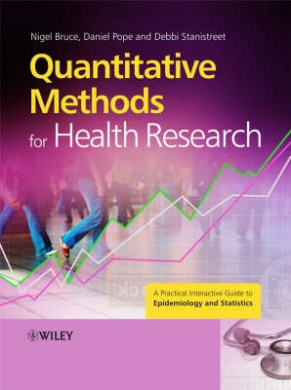 Nigel Bruce, Daniel Pope and Debbi Stanistreet
Quantitative
Methods
for Health Research
A Practical Interactive Guide to
Epidemiology and Statistics
WILEY